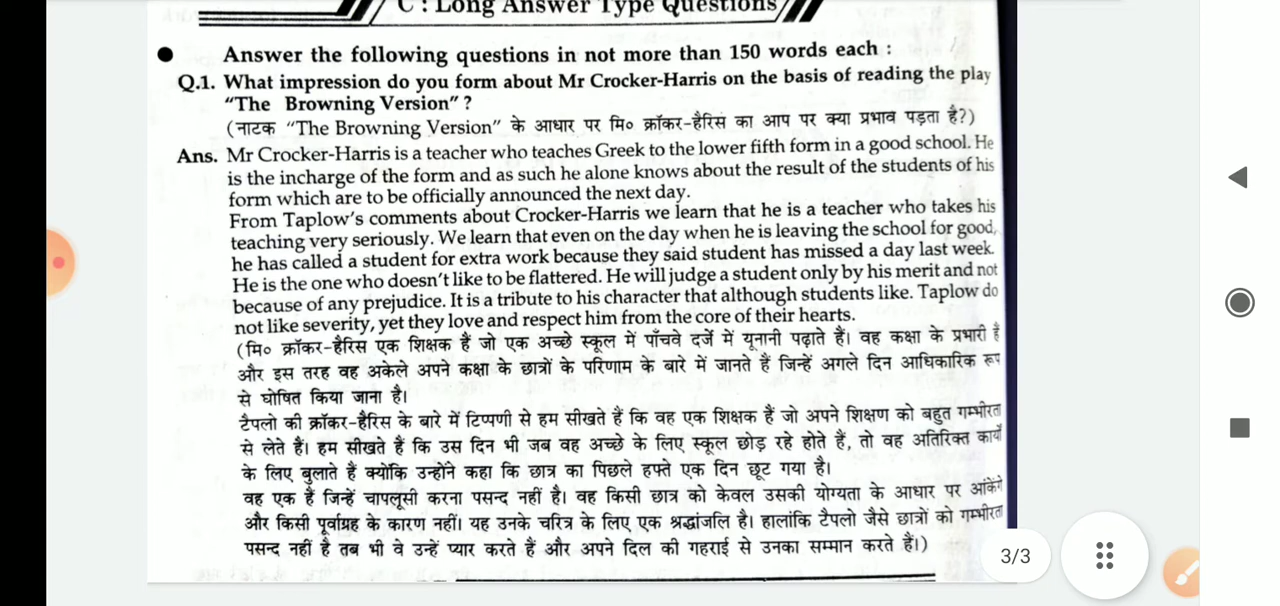 C : Long Answer Type Questions
● Answer the following questions in not more than 150 words each :
Q.1. What impression do you form about Mr Crocker-Harris on the basis of reading the play
“The Browning Version” ?
(नाटक “The Browning Version” के आधार पर मि० क्रॉकर-हैरिस का आप पर क्या प्रभाव पड़ता है?)
Ans. Mr Crocker-Harris is a teacher who teaches Greek to the lower fifth form in a good school. He
is the incharge of the form and as such he alone knows about the result of the students of his
form which are to be officially announced the next day.
From Taplow’s comments about Crocker-Harris we learn that he is a teacher who takes his
teaching very seriously. We learn that even on the day when he is leaving the school for good,
he has called a student for extra work because they said student has missed a day last week.
He is the one who doesn’t like to be flattered. He will judge a student only by his merit and not
because of any prejudice. It is a tribute to his character that although students like. Taplow do
not like severity, yet they love and respect him from the core of their hearts.
(मि० क्रॉकर-हैरिस एक शिक्षक हैं जो एक अच्छे स्कूल में पाँचवे दर्जे में यूनानी पढ़ाते हैं। वह कक्षा के प्रभारी हैं
और इस तरह वह अकेले अपने कक्षा के छात्रों के परिणाम के बारे में जानते हैं जिन्हें अगले दिन आधिकारिक रूप
से घोषित किया जाना है।
टैपलो की क्रॉकर-हैरिस के बारे में टिप्पणी से हम सीखते हैं कि वह एक शिक्षक हैं जो अपने शिक्षण को बहुत गम्भीरता
से लेते हैं। हम सीखते हैं कि उस दिन भी जब वह अच्छे के लिए स्कूल छोड़ रहे होते हैं, तो वह अतिरिक्त कार्यों
के लिए बुलाते हैं क्योंकि उन्होंने कहा कि छात्र का पिछले हफ्ते एक दिन छूट गया है।
वह एक हैं जिन्हें चापलूसी करना पसन्द नहीं है। वह किसी छात्र को केवल उसकी योग्यता के आधार पर आंकेंगे
और किसी पूर्वाग्रह के कारण नहीं। यह उनके चरित्र के लिए एक श्रद्धांजलि है। हालांकि टैपलो जैसे छात्रों को गम्भीरता
पसन्द नहीं है तब भी वे उन्हें प्यार करते हैं और अपने दिल की गहराई से उनका सम्मान करते हैं।)
3/3